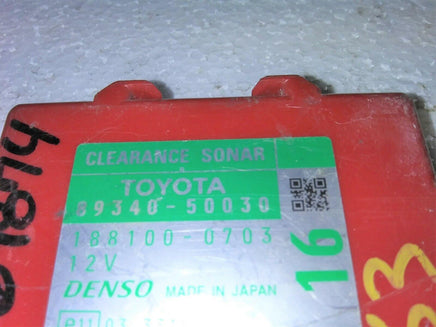 CLEARANCE SONAR
TOYOTA
89340-50030
188100-0703
12V
DENSO MADE IN JAPAN
16